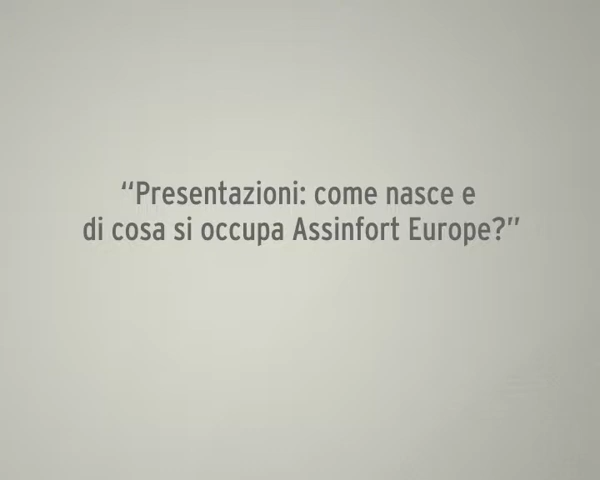 “Presentazioni: come nasce e
di cosa si occupa Assinfort Europe?”